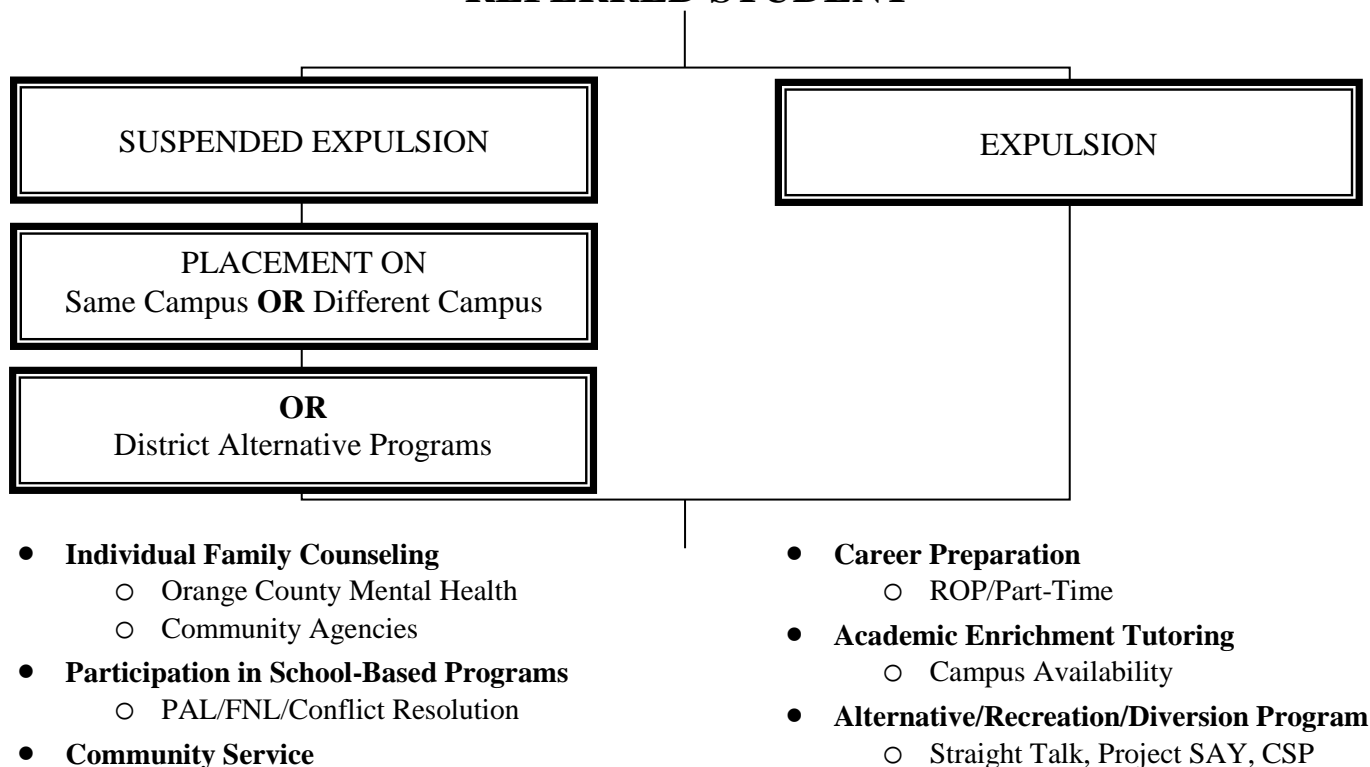 REFERRED STUDENT
SUSPENDED EXPULSION
EXPULSION
PLACEMENT ON
Same Campus OR Different Campus
OR
District Alternative Programs
• Individual Family Counseling
o Orange County Mental Health
o Community Agencies
• Participation in School-Based Programs
o PAL/FNL/Conflict Resolution
• Community Service
• Career Preparation
o ROP/Part-Time
• Academic Enrichment Tutoring
o Campus Availability
• Alternative/Recreation/Diversion Program
o Straight Talk, Project SAY, CSP